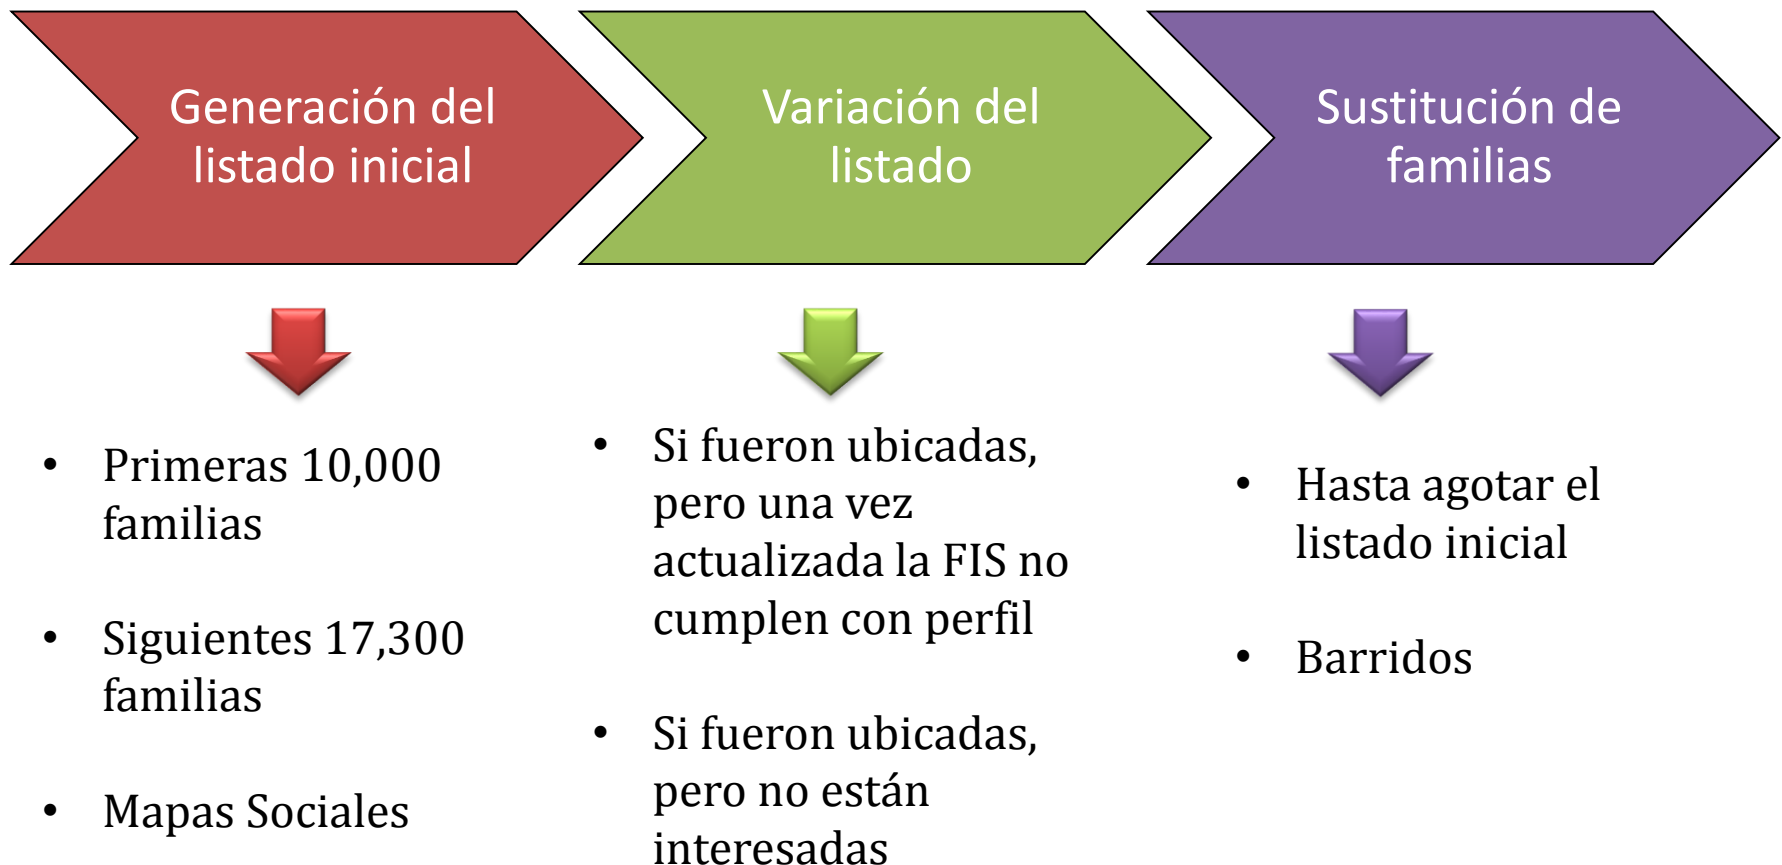 Generación del
listado inicial
Variación del
listado
Sustitución de
familias
• Primeras 10,000
familias
• Siguientes 17,300
familias
• Mapas Sociales
• Si fueron ubicadas,
pero una vez
actualizada la FIS no
cumplen con perfil
• Si fueron ubicadas,
pero no están
interesadas
• Hasta agotar el
listado inicial
• Barridos